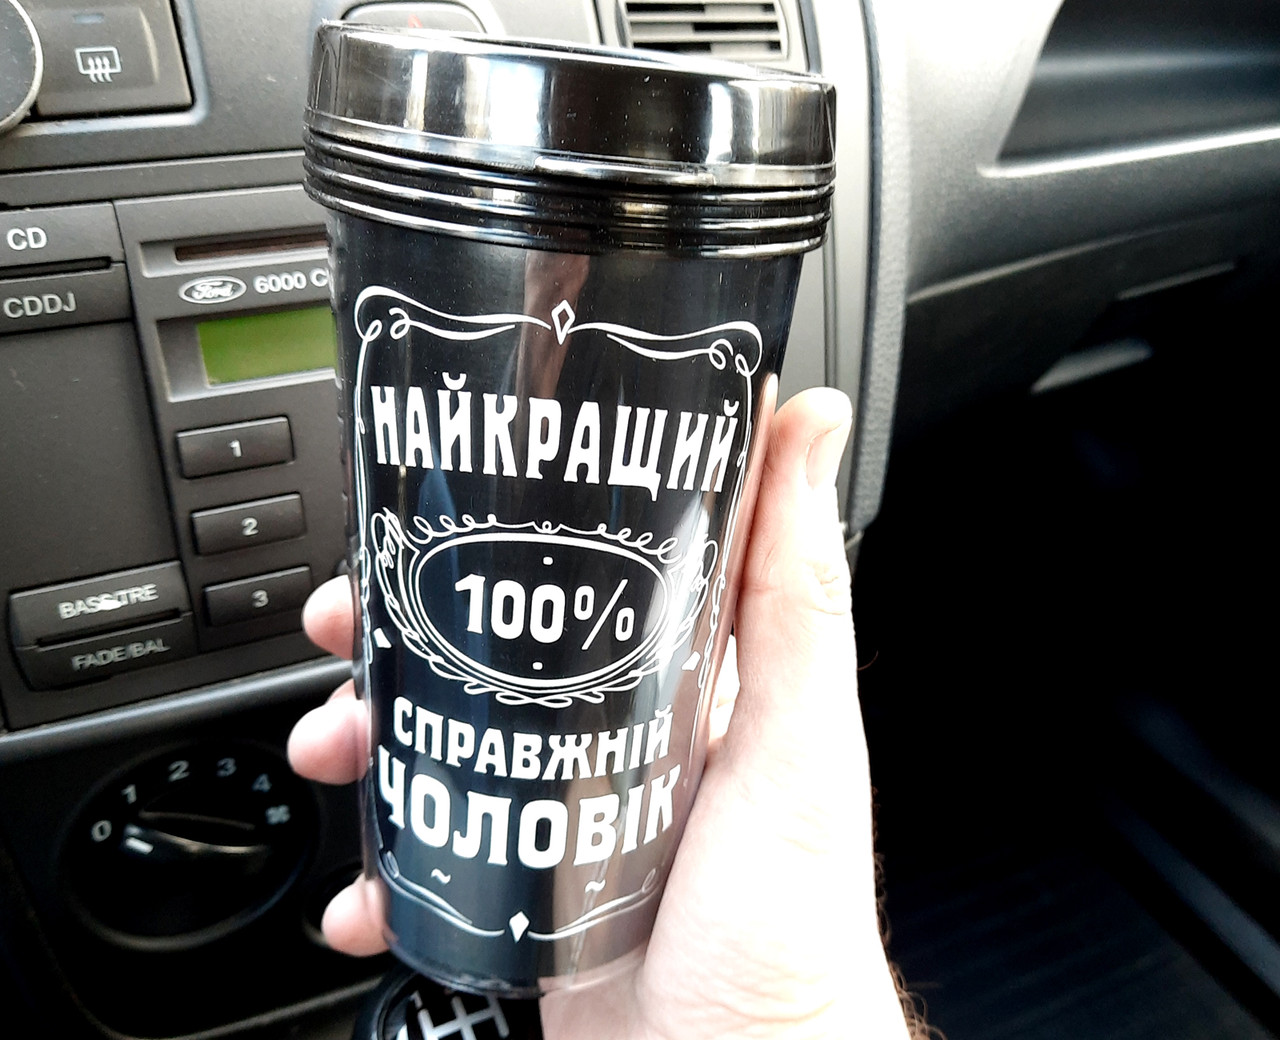 CD
CDDJ
Ford 6000
НАЙКРАЩИЙ
100%
СПРАВЖНІЙ
ЧОЛОВІК
1
2
3
BASS/TRE
FADE/BAL
0 1 2 3 4